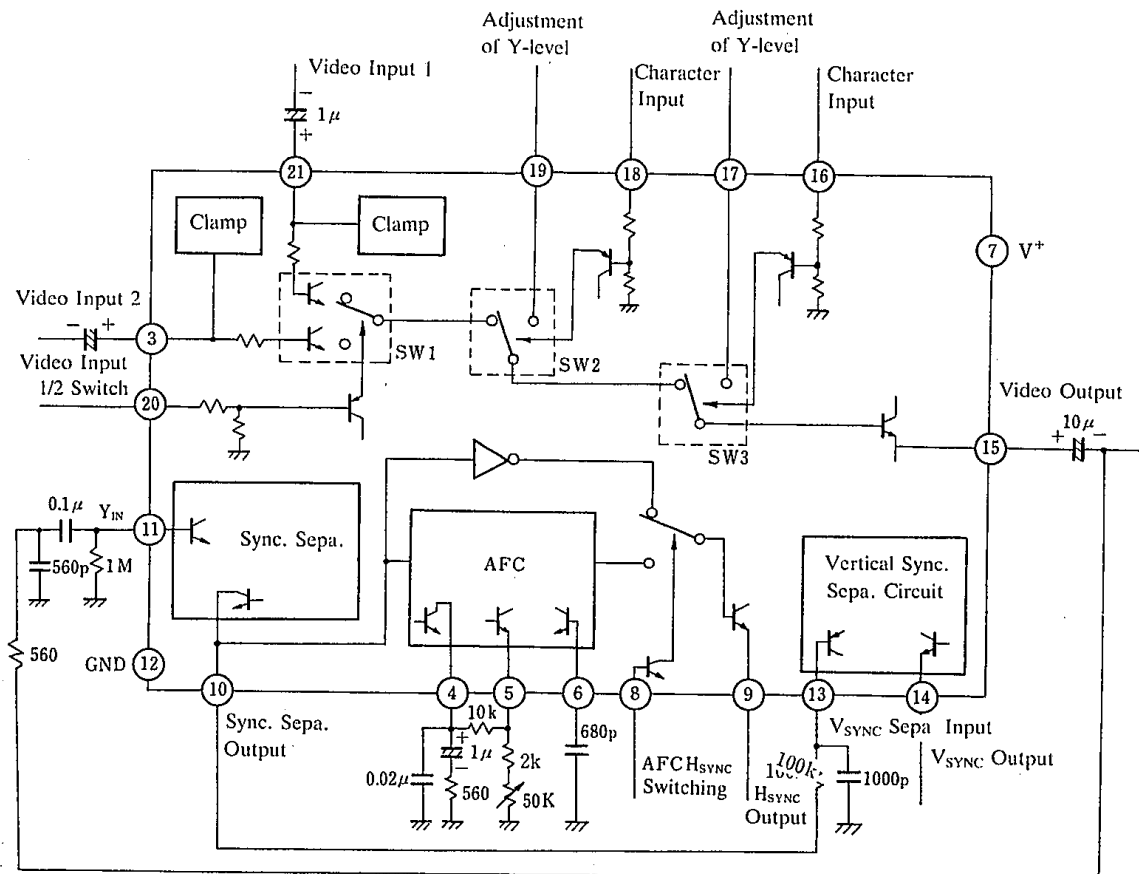 Adjustment
of Y-level
Adjustment
of Y-level
Video Input 1
Character
Input
Character
Input
1μ
21
19
18
17
16
Clamp
Clamp
7
V+
Video Input 2
3
SW1
SW2
Video Input
1/2 Switch
20
SW3
Video Output
10μ
15
0.1μ
YIN
11
Sync. Sepa.
AFC
Vertical Sync.
Sepa. Circuit
560p
1M
560
GND
12
10
4
5
6
8
9
13
14
Sync. Sepa.
Output
10k
680p
VSYNC Sepa Input
VSYNC Output
0.02μ
1μ
560
2k
50K
AFC HSYNC
Switching
HSYNC
Output
100k
1000p